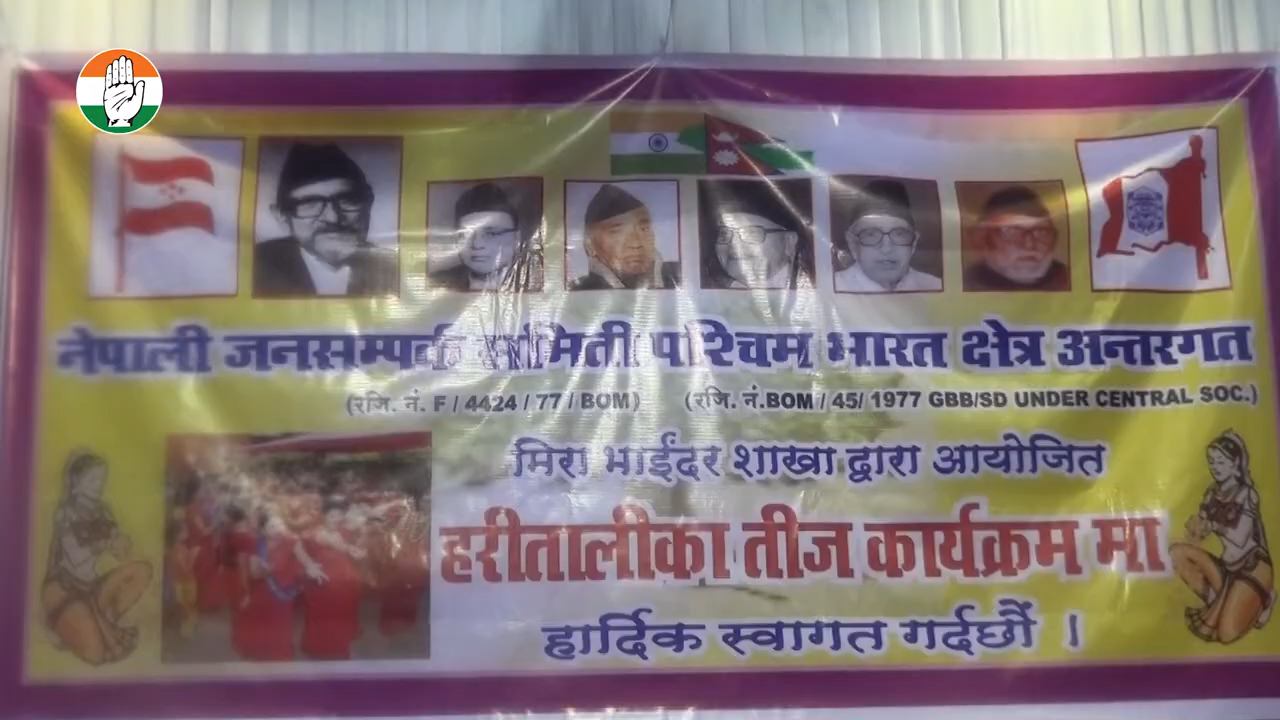 नेपाली जनसम्पर्क समिती पश्चिम भारत क्षेत्र अन्तरगत
(रजि. नं. F / 4424 / 77 / BOM) (रजि. नं.BOM / 45/ 1977 GBB/SD UNDER CENTRAL SOC.)
मिरा भाईंदर शाखा द्वारा आयोजित
हरीतालीका तीज कार्यक्रम मा
हार्दिक स्वागत गर्दछौं ।